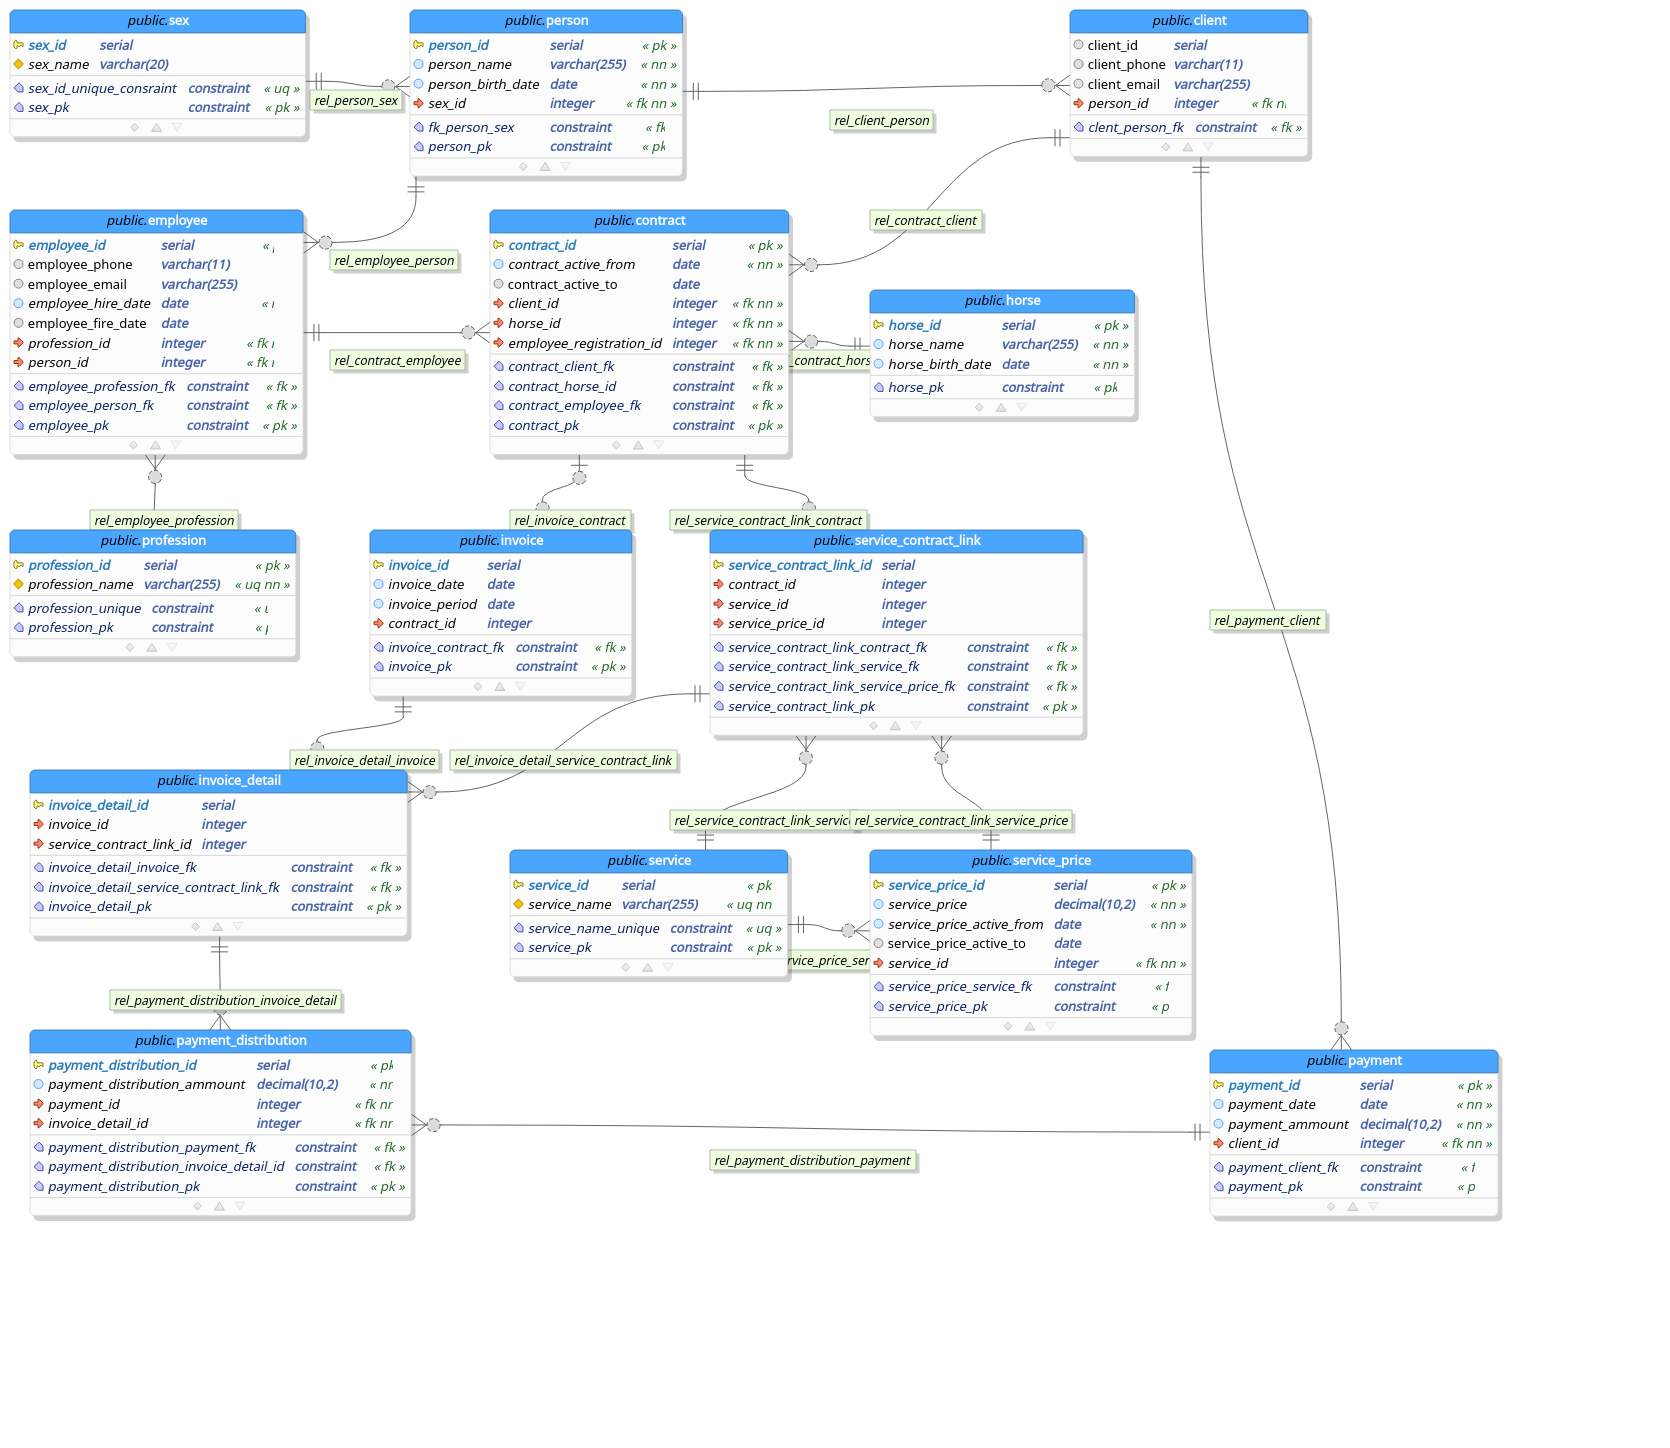 public.sex
sex_id serial
sex_name varchar(20)
sex_id_unique_consraint constraint « uq »
sex_pk constraint « pk »
rel_person_sex
public.person
person_id serial « pk »
person_name varchar(255) « nn »
person_birth_date date « nn »
sex_id integer « fk nn »
fk_person_sex constraint « fk
person_pk constraint « pk
rel_client_person
public.client
client_id serial
client_phone varchar(11)
client_email varchar(255)
person_id integer « fk n
clent_person_fk constraint « fk »
rel_contract_client
public.employee
employee_id serial «
employee_phone varchar(11)
employee_email varchar(255)
employee_hire_date date «
employee_fire_date date
profession_id integer « fk
person_id integer « fk
employee_profession_fk constraint « fk »
employee_person_fk constraint « fk »
employee_pk constraint « pk »
rel_employee_person
rel_contract_employee
public.contract
contract_id serial « pk »
contract_active_from date « nn »
contract_active_to date
client_id integer « fk nn »
horse_id integer « fk nn »
employee_registration_id integer « fk nn »
contract_client_fk constraint « fk »
contract_horse_id constraint « fk »
contract_employee_fk constraint « fk »
contract_pk constraint « pk »
_contract_hors
public.horse
horse_id serial « pk »
horse_name varchar(255) « nn »
horse_birth_date date « nn »
horse_pk constraint « pk
rel_employee_profession
rel_invoice_contract
rel_service_contract_link_contract
public.profession
profession_id serial « pk »
profession_name varchar(255) « uq nn »
profession_unique constraint «
profession_pk constraint «
public.invoice
invoice_id serial
invoice_date date
invoice_period date
contract_id integer
invoice_contract_fk constraint « fk »
invoice_pk constraint « pk »
public.service_contract_link
service_contract_link_id serial
contract_id integer
service_id integer
service_price_id integer
service_contract_link_contract_fk constraint « fk »
service_contract_link_service_fk constraint « fk »
service_contract_link_service_price_fk constraint « fk »
service_contract_link_pk constraint « pk »
rel_payment_client
rel_invoice_detail_invoice
rel_invoice_detail_service_contract_link
public.invoice_detail
invoice_detail_id serial
invoice_id integer
service_contract_link_id integer
invoice_detail_invoice_fk constraint « fk »
invoice_detail_service_contract_link_fk constraint « fk »
invoice_detail_pk constraint « pk »
rel_service_contract_link_servic
rel_service_contract_link_service_price
public.service
service_id serial « pk
service_name varchar(255) « uq nn
service_name_unique constraint « uq »
service_pk constraint « pk »
rvice_price_ser
public.service_price
service_price_id serial « pk »
service_price decimal(10,2) « nn »
service_price_active_from date « nn »
service_price_active_to date
service_id integer « fk nn »
service_price_service_fk constraint « f
service_price_pk constraint « p
rel_payment_distribution_invoice_detail
public.payment_distribution
payment_distribution_id serial « pk
payment_distribution_ammount decimal(10,2) « nr
payment_id integer « fk nr
invoice_detail_id integer « fk nr
payment_distribution_payment_fk constraint « fk »
payment_distribution_invoice_detail_id constraint « fk »
payment_distribution_pk constraint « pk »
rel_payment_distribution_payment
public.payment
payment_id serial « pk »
payment_date date « nn »
payment_ammount decimal(10,2) « nn »
client_id integer « fk nn »
payment_client_fk constraint « f
payment_pk constraint « p